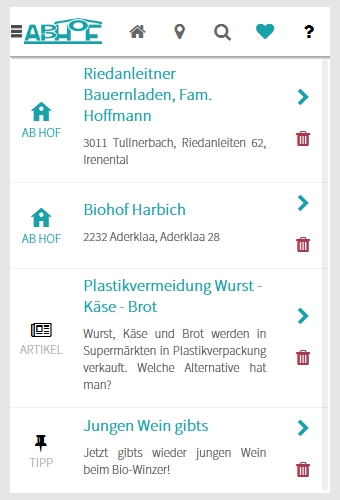 ABHOF
?
Riedanleitner
Bauernladen, Fam.
Hoffmann
AB HOF
3011 Tullnerbach, Riedanleiten 62,
Irenental
Biohof Harbich
AB HOF
2232 Aderklaa, Aderklaa 28
Plastikvermeidung Wurst -
Käse - Brot
ARTIKEL
Wurst, Käse und Brot werden in
Supermärkten in Plastikverpackung
verkauft. Welche Alternative hat
man?
Jungen Wein gibts
TIPP
Jetzt gibts wieder jungen Wein
beim Bio-Winzer!